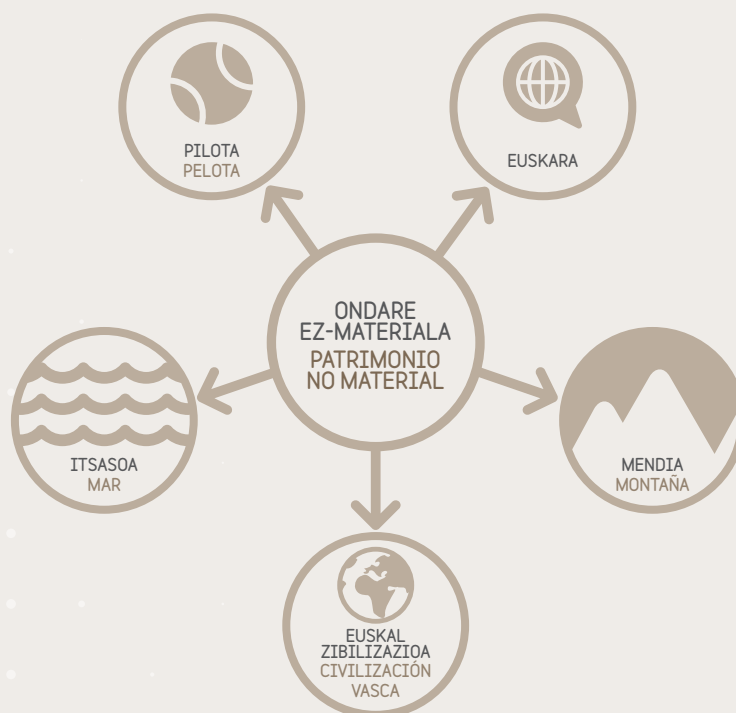 PILOTA
PELOTA
EUSKARA
ONDARE
EZ-MATERIALA
PATRIMONIO
NO MATERIAL
ITSASOA
MAR
MENDIA
MONTAÑA
EUSKAL
ZIBILIZAZIOA
CIVILIZACIÓN
VASCA